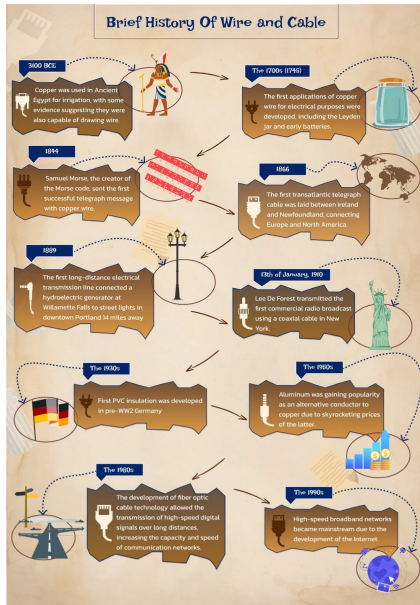 Brief History Of Wire and Cable
3100 BCE
Copper was used in Ancient
Egypt for irrigation, with some
evidence suggesting they were
also capable of drawing wire.
The 1700s (1746)
The first applications of copper
wire for electrical purposes were
developed, including the Leyden
jar and early batteries.
1844
Samuel Morse, the creator of
the Morse code, sent the first
successful telegraph message
with copper wire.
1866
The first transatlantic telegraph
cable was laid between Ireland
and Newfoundland, connecting
Europe and North America.
1889
The first long-distance electrical
transmission line connected a
hydroelectric generator at
Willamette Falls to street lights in
downtown Portland 14 miles away
13th of January, 1910
Lee De Forest transmitted the
first commercial radio broadcast
using a coaxial cable in New
York.
The 1930s
First PVC insulation was developed
in pre-WW2 Germany
The 1960s
Aluminum was gaining popularity
as an alternative conductor to
copper due to skyrocketing prices
of the latter.
The 1980s
The development of fiber optic
cable technology allowed the
transmission of high-speed digital
signals over long distances,
increasing the capacity and speed
of communication networks.
The 1990s
High-speed broadband networks
became mainstream due to the
development of the Internet.